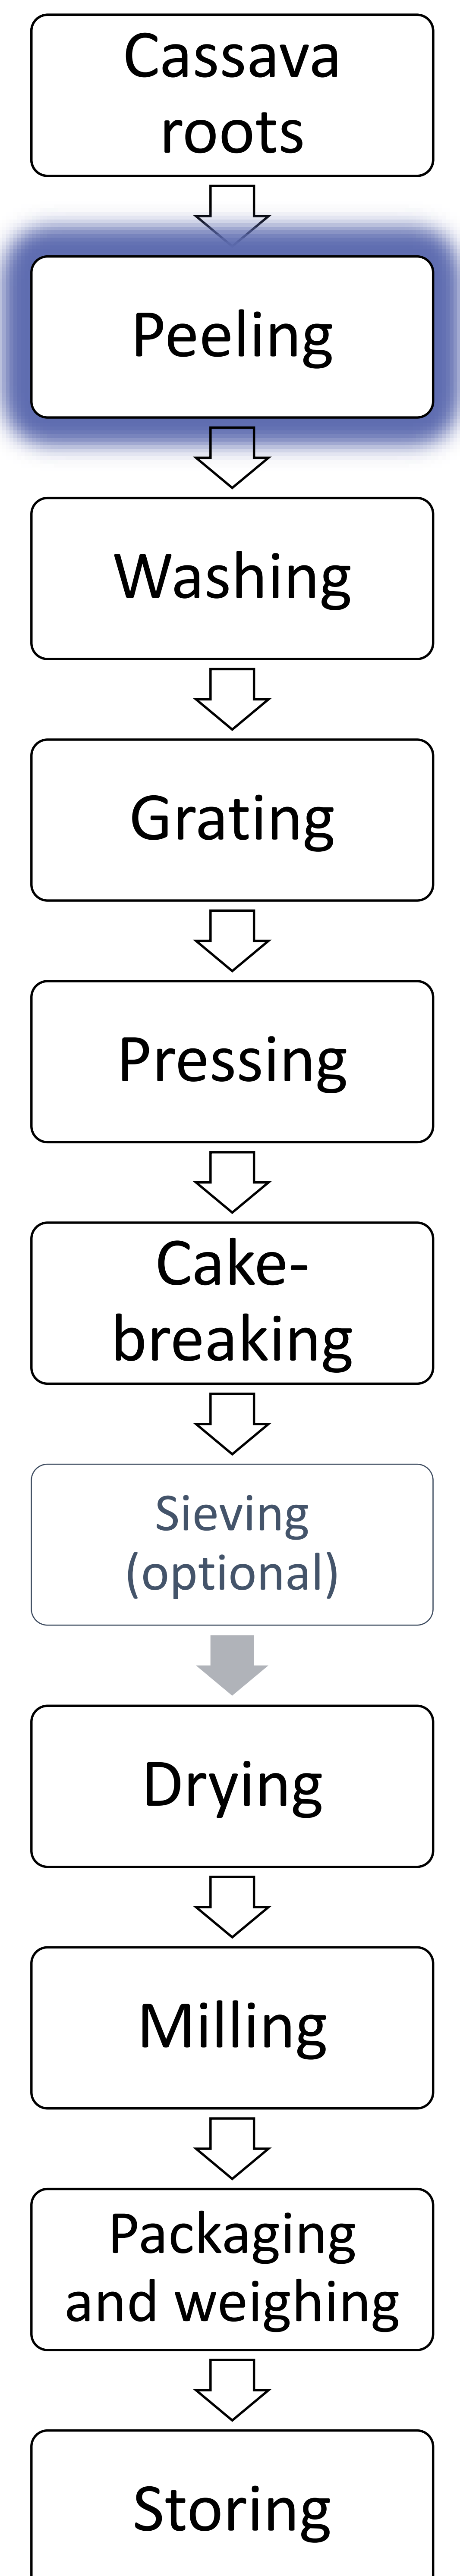 Cassava
roots
Peeling
Washing
Grating
Pressing
Cake-
breaking
Sieving
(optional)
Drying
Milling
Packaging
and weighing
Storing